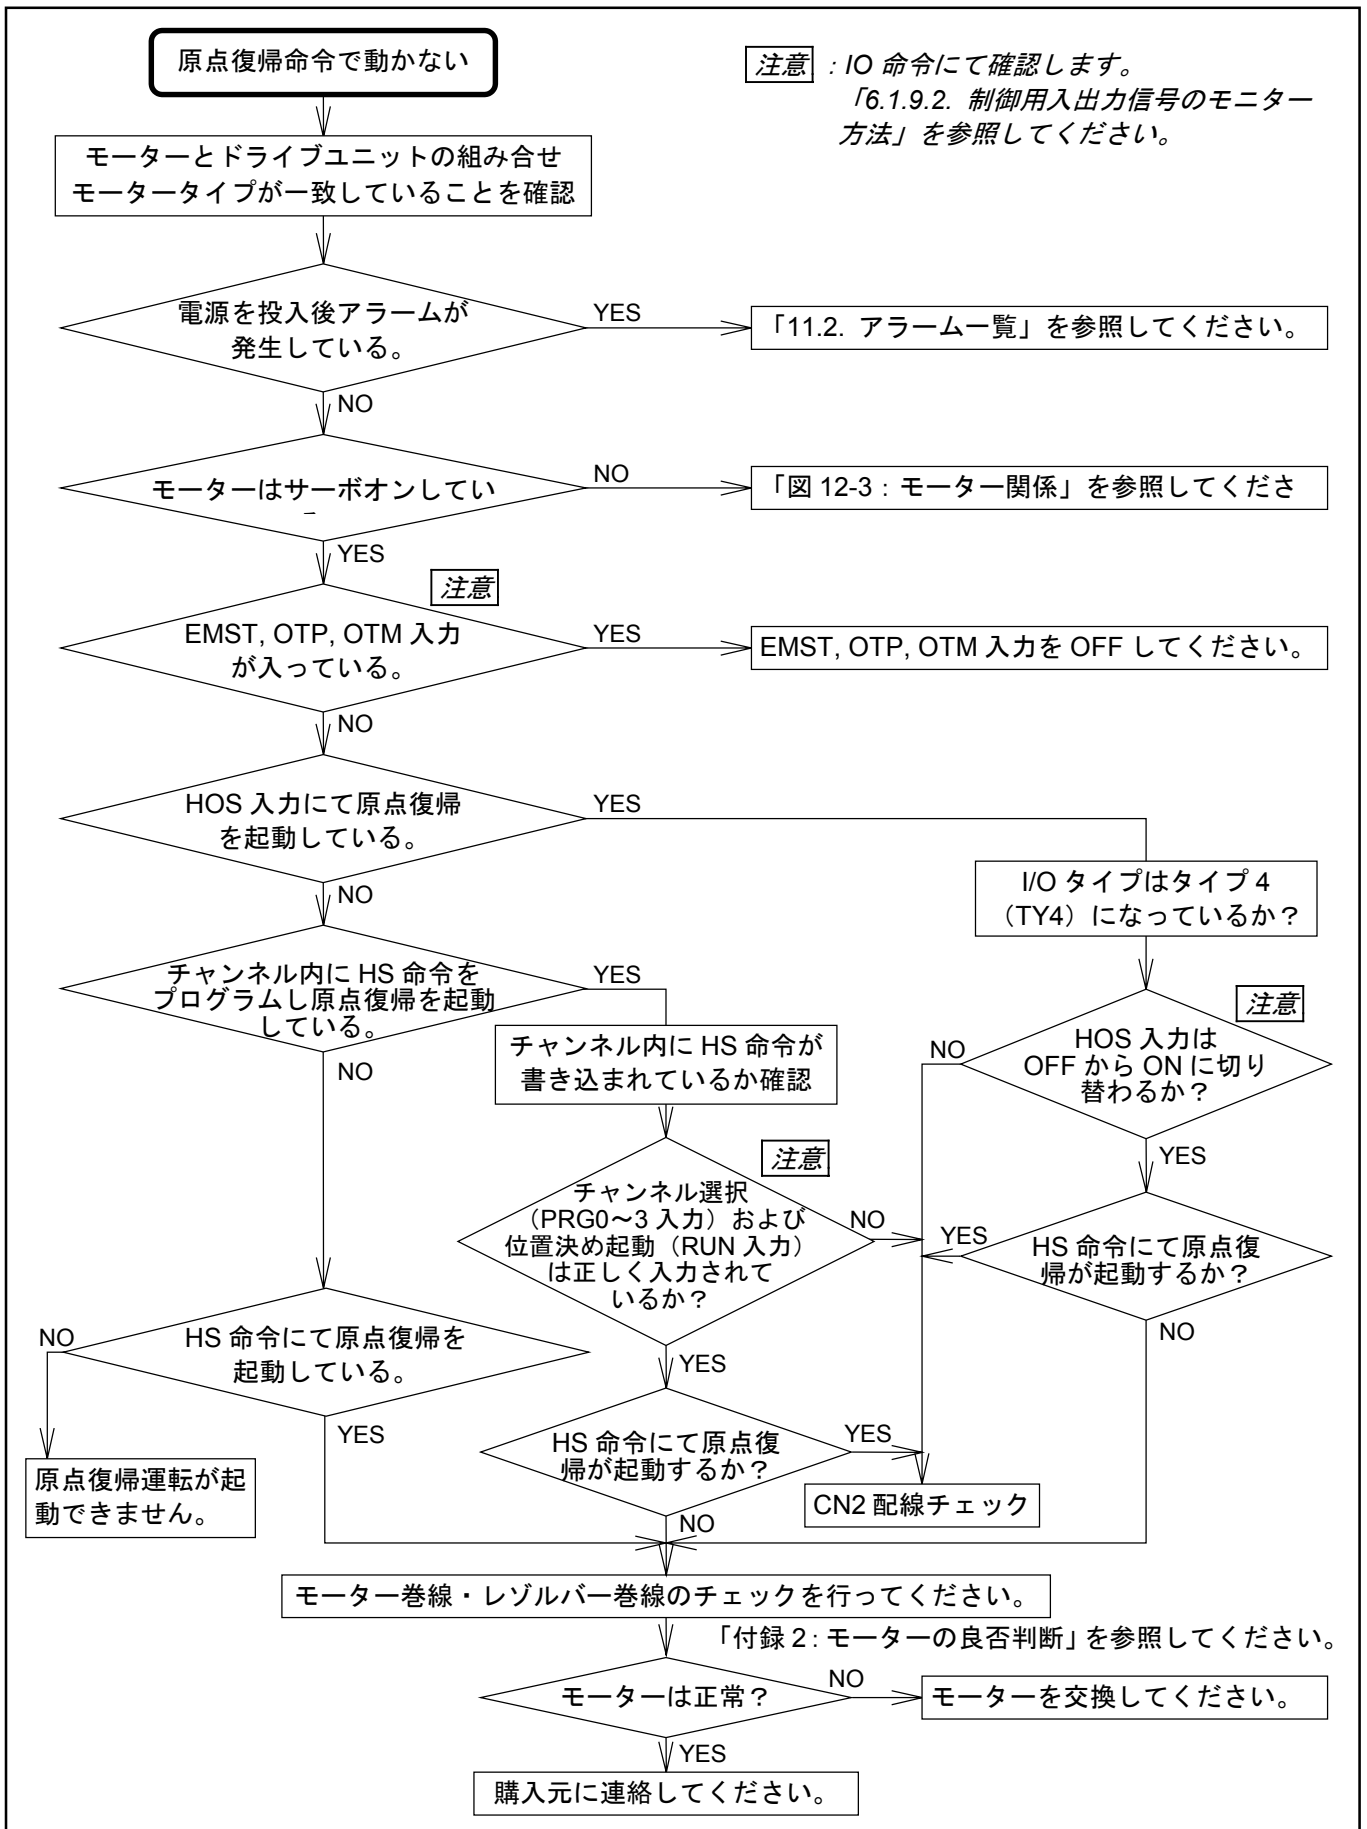 原点復帰命令で動かない
注意 : IO 命令にて確認します。
「6.1.9.2. 制御用入出力信号のモニター
方法」を参照してください。
モーターとドライブユニットの組み合せ
モータータイプが一致していることを確認
電源を投入後アラームが
発生している。
YES
「11.2. アラーム一覧」を参照してください。
NO
モーターはサーボオンしてい
NO
「図 12-3：モーター関係」を参照してくださ
YES
注意
EMST, OTP, OTM 入力
が入っている。
YES
EMST, OTP, OTM 入力を OFF してください。
NO
HOS 入力にて原点復帰
を起動している。
YES
NO
I/O タイプはタイプ 4
（TY4）になっているか？
チャンネル内に HS 命令を
プログラムし原点復帰を起動
している。
YES
NO
チャンネル内に HS 命令が
書き込まれているか確認
注意
HOS 入力は
OFF から ON に切り
替わるか？
NO
YES
注意
チャンネル選択
（PRG0～3 入力）および
位置決め起動（RUN 入力）
は正しく入力されて
いるか？
NO
YES
YES
HS 命令にて原点復
帰が起動するか？
NO
HS 命令にて原点復帰を
起動している。
NO
YES
HS 命令にて原点復
帰が起動するか？
YES
NO
原点復帰運転が起
動できません。
CN2 配線チェック
モーター巻線・レゾルバー巻線のチェックを行ってください。
「付録 2：モーターの良否判断」を参照してください。
モーターは正常？
NO
モーターを交換してください。
YES
購入元に連絡してください。